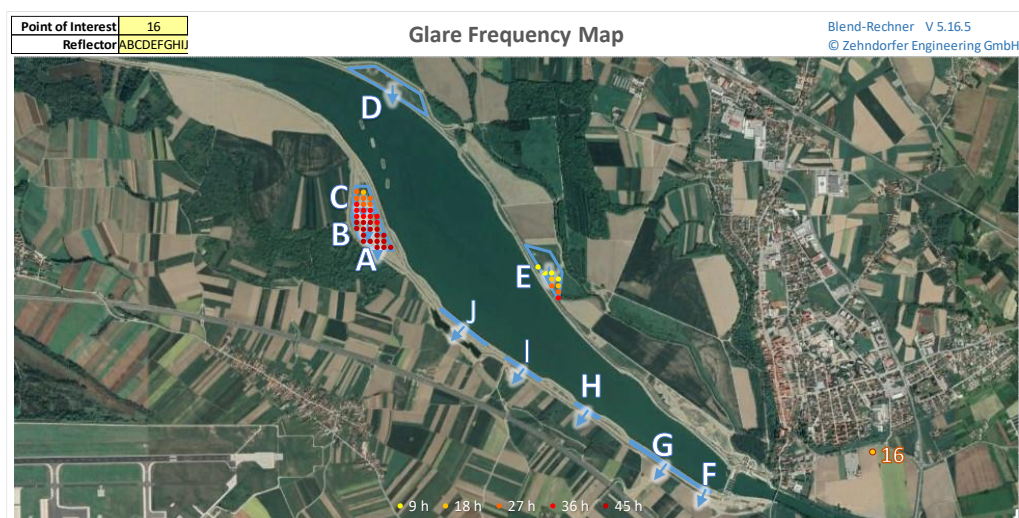 Point of Interest 16
Reflector ABCDEFGHIJ
Glare Frequency Map
Blend-Rechner V 5.16.5
© Zehndorfer Engineering GmbH
D
C
B
A
E
J
I
H
G
F
16
9 h 18 h 27 h 36 h 45 h